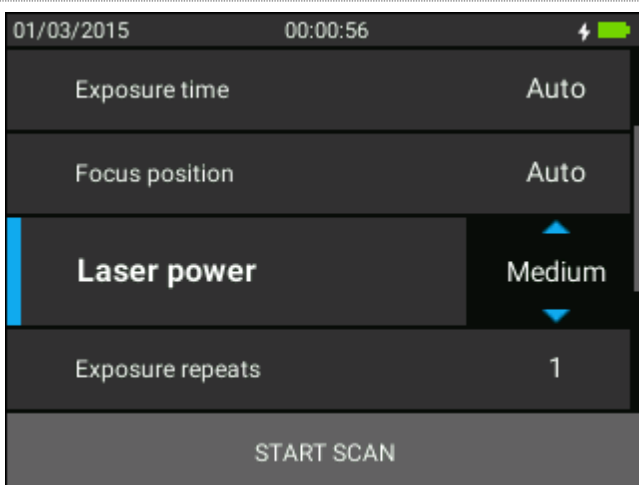 01/03/2015 00:00:56
Exposure time Auto
Focus position Auto
Laser power Medium
Exposure repeats 1
START SCAN